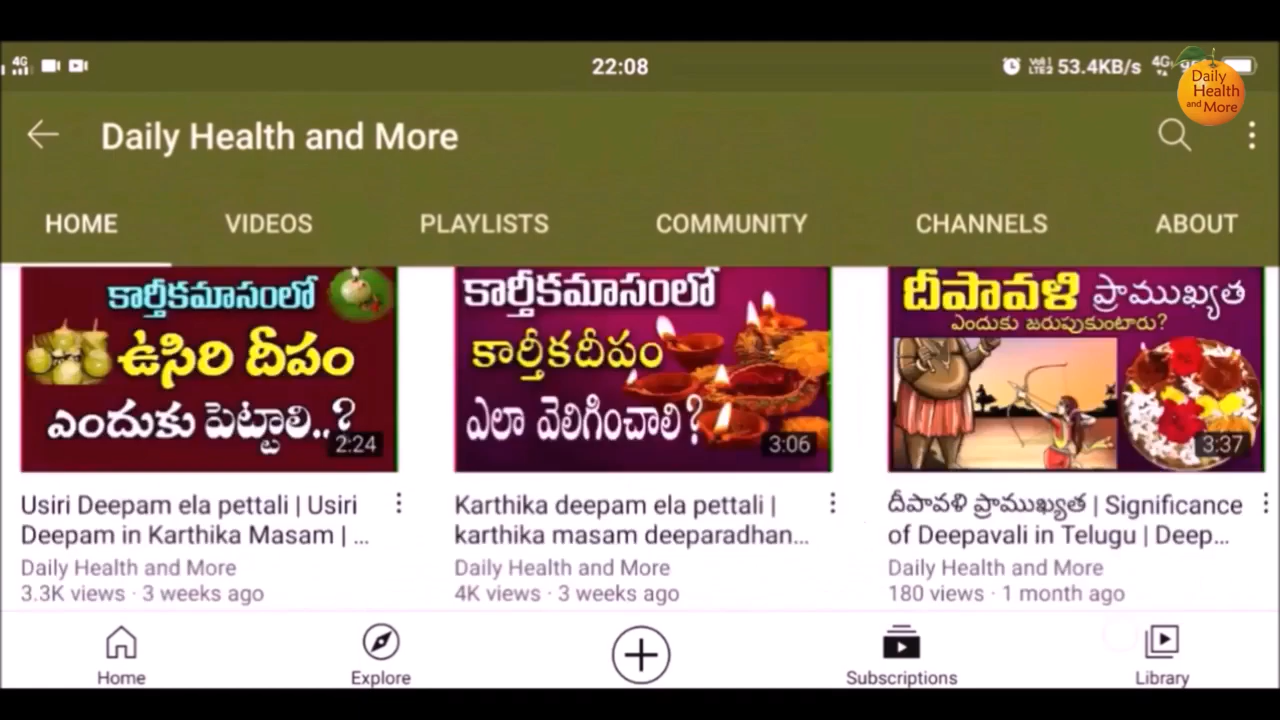 4G 22:08 Vo1 LTE2 53.4KB/s 4G
Daily
Health
and More
Daily Health and More
HOME VIDEOS PLAYLISTS COMMUNITY CHANNELS ABOUT
కార్తీకమాసంలో
ఉసిరి దీపం
ఎందుకు పెట్టాలి..?
2:24
కార్తీకమాసంలో
కార్తీకదీపం
ఎలా వెలిగించాలి?
3:06
దీపావళి ప్రాముఖ్యత
ఎందుకు జరుపుకుంటారు?
3:37
Usiri Deepam ela pettali | Usiri
Deepam in Karthika Masam | ...
Daily Health and More
3.3K views · 3 weeks ago
Karthika deepam ela pettali |
karthika masam deeparadhan...
Daily Health and More
4K views · 3 weeks ago
దీపావళి ప్రాముఖ్యత | Significance
of Deepavali in Telugu | Deep...
Daily Health and More
180 views · 1 month ago
Home Explore Subscriptions Library